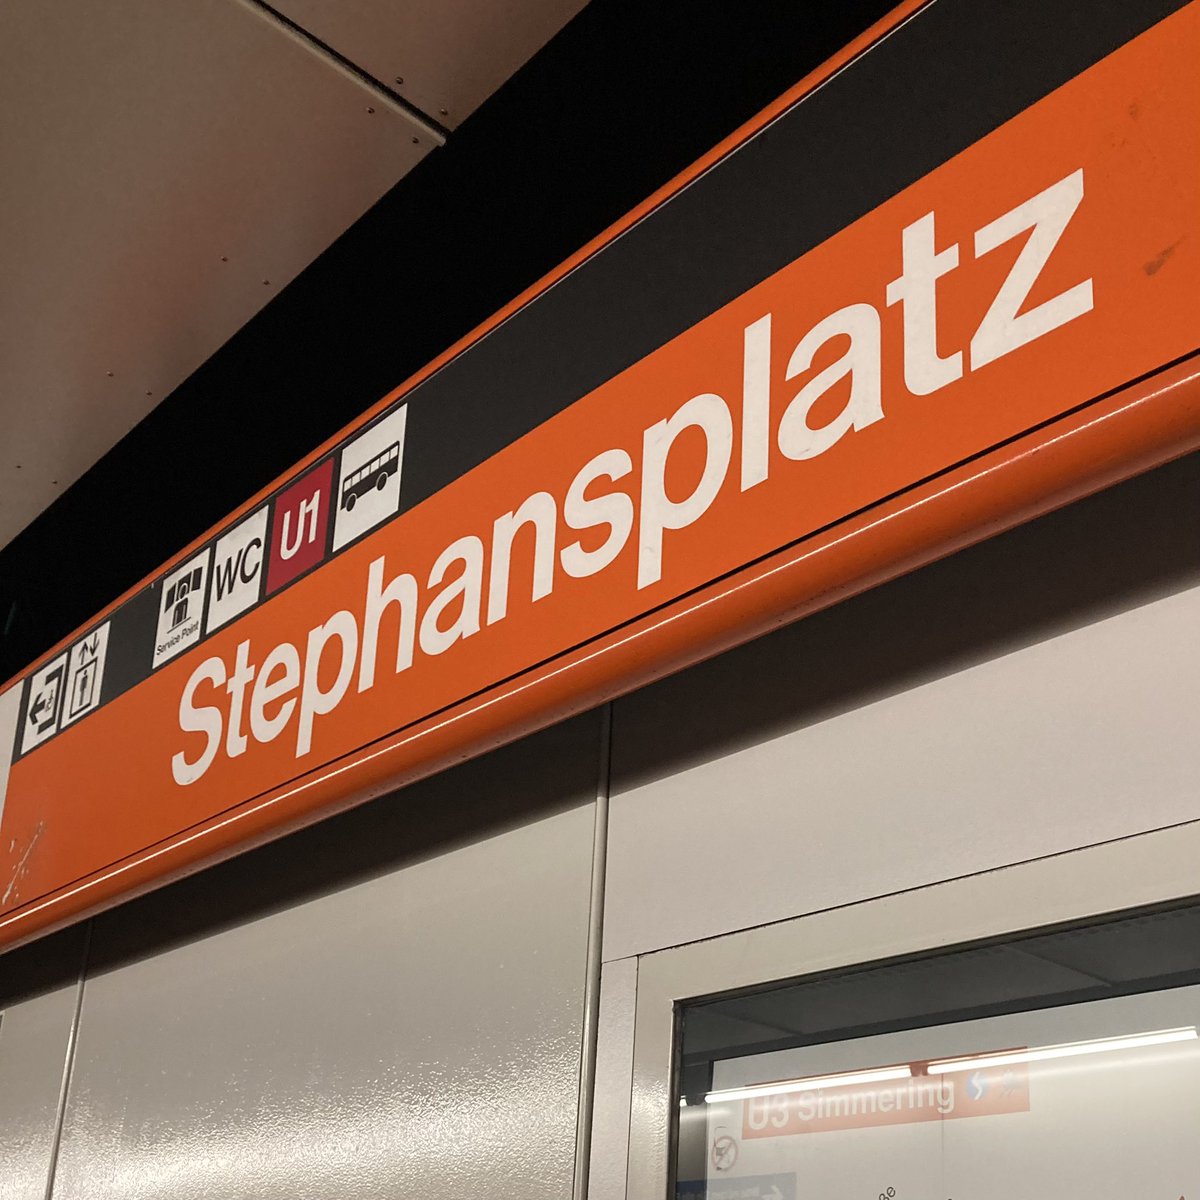 Service Point
WC
U1
Stephansplatz
U3 Simmering